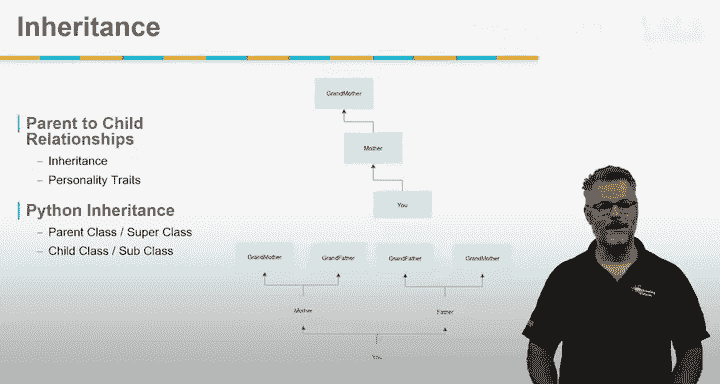 Inheritance
Parent to Child
Relationships
– Inheritance
– Personality Traits
Python Inheritance
– Parent Class / Super Class
– Child Class / Sub Class
GrandMother
Mother
You
GrandMother
GrandFather
GrandFather
GrandMother
Mother
Father
You